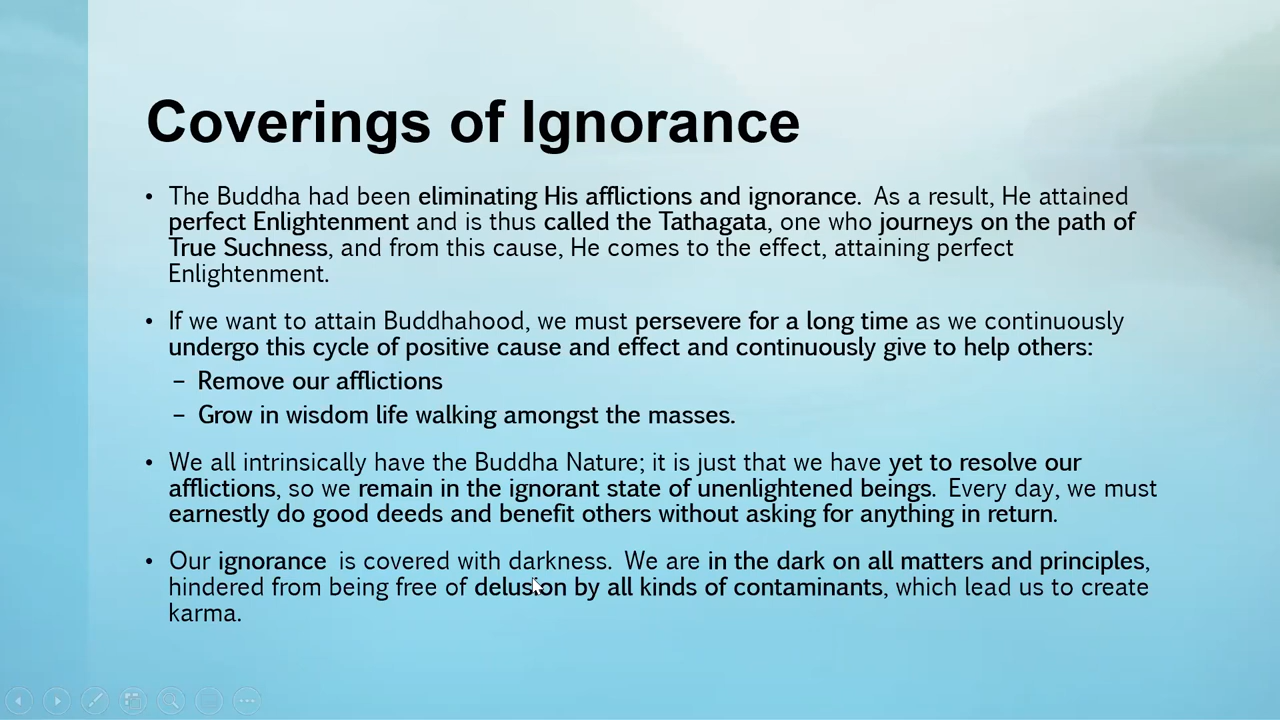 Coverings of Ignorance
• The Buddha had been eliminating His afflictions and ignorance. As a result, He attained
perfect Enlightenment and is thus called the Tathagata, one who journeys on the path of
True Suchness, and from this cause, He comes to the effect, attaining perfect
Enlightenment.
• If we want to attain Buddhahood, we must persevere for a long time as we continuously
undergo this cycle of positive cause and effect and continuously give to help others:
– Remove our afflictions
– Grow in wisdom life walking amongst the masses.
• We all intrinsically have the Buddha Nature; it is just that we have yet to resolve our
afflictions, so we remain in the ignorant state of unenlightened beings. Every day, we must
earnestly do good deeds and benefit others without asking for anything in return.
• Our ignorance is covered with darkness. We are in the dark on all matters and principles,
hindered from being free of delusion by all kinds of contaminants, which lead us to create
karma.